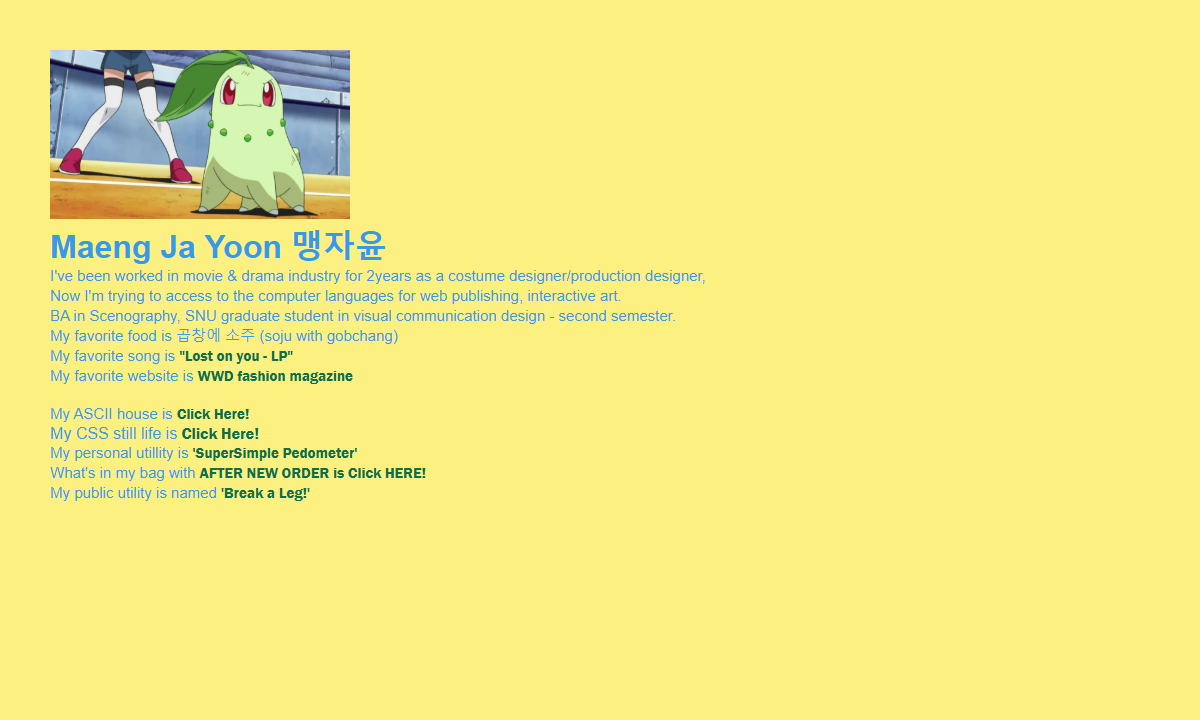 Maeng Ja Yoon 맹자윤
I've been worked in movie & drama industry for 2years as a costume designer/production designer,
Now I'm trying to access to the computer languages for web publishing, interactive art.
BA in Scenography, SNU graduate student in visual communication design - second semester.
My favorite food is 곱창에 소주 (soju with gobchang)
My favorite song is "Lost on you - LP"
My favorite website is WWD fashion magazine
My ASCII house is Click Here!
My CSS still life is Click Here!
My personal utillity is 'SuperSimple Pedometer'
What's in my bag with AFTER NEW ORDER is Click HERE!
My public utility is named 'Break a Leg!'